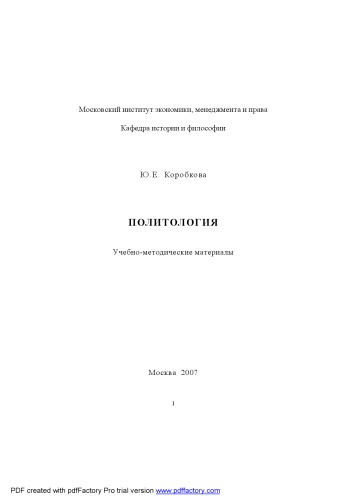 Московский институт экономики, менеджмента и права
Кафедра истории и философии
Ю.Е. Коробкова
ПОЛИТОЛОГИЯ
Учебно-методические материалы
Москва 2007
1
PDF created with pdfFactory Pro trial version www.pdffactory.com